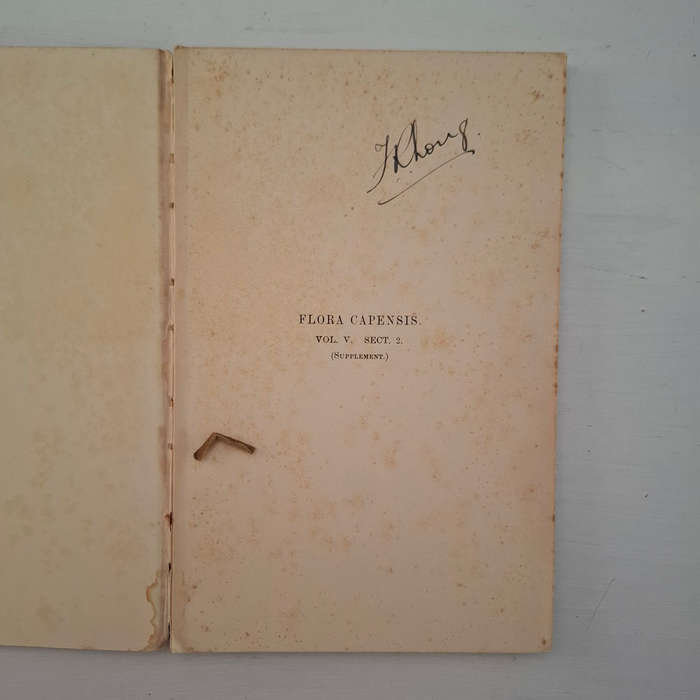 FLORA CAPENSIS.
VOL. V. SECT. 2.
(Supplement.)